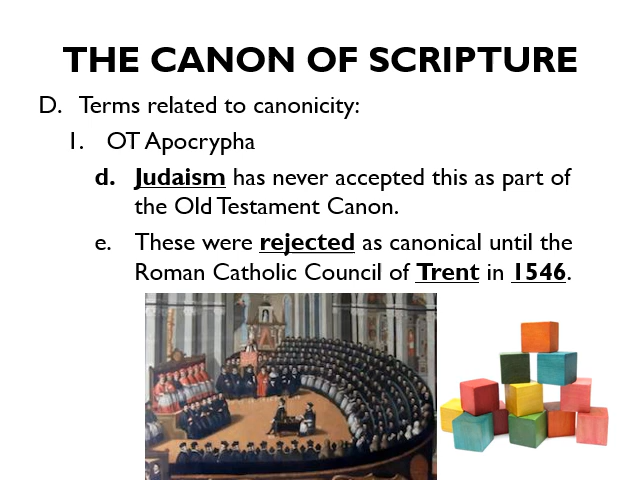 THE CANON OF SCRIPTURE
D. Terms related to canonicity:
1. OT Apocrypha
d. Judaism has never accepted this as part of
the Old Testament Canon.
e. These were rejected as canonical until the
Roman Catholic Council of Trent in 1546.